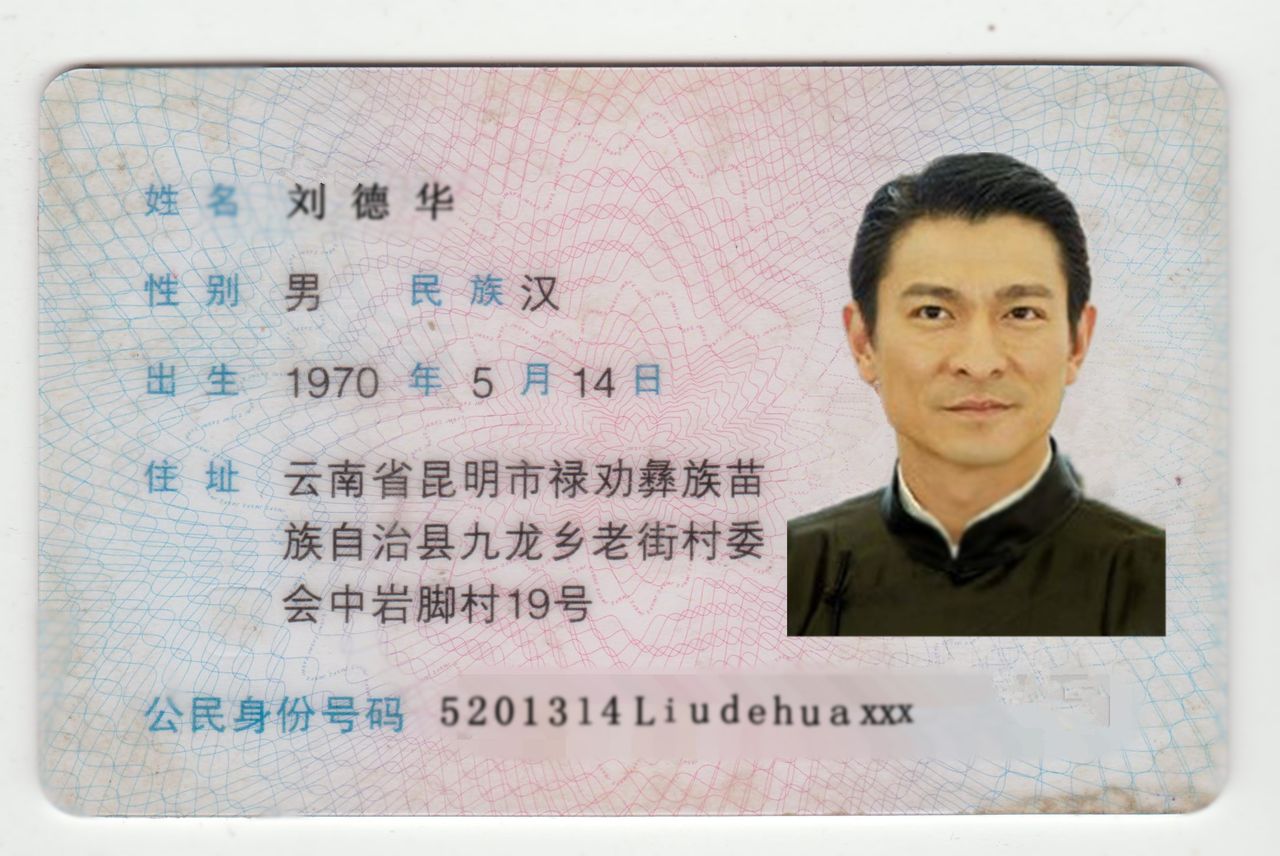 姓名 刘德华
性别 男 民族 汉
出生 1970 年 5 月 14 日
住址 云南省昆明市禄劝彝族苗
族自治县九龙乡老街村委
会中岩脚村19号
公民身份号码 5201314Liudehuaxxx